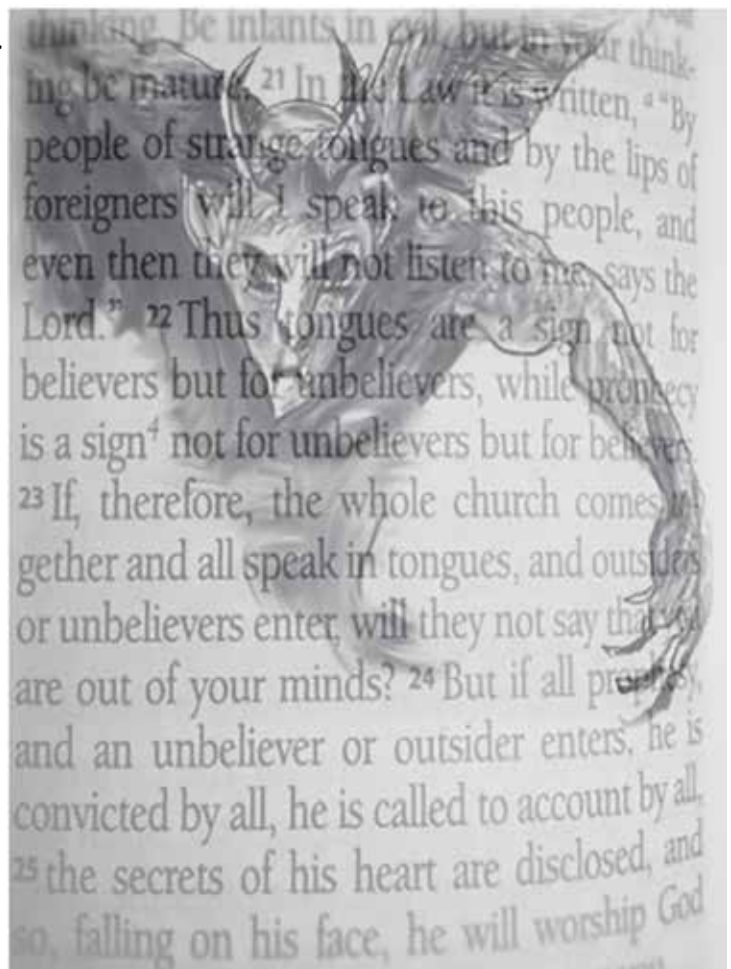 thinking. Be infants in evil, but in your think-
ing be mature. 21 In the Law it is written, a “By
people of strange tongues and by the lips of
foreigners will I speak to this people, and
even then they will not listen to me, says the
Lord.” 22 Thus tongues are a sign not for
believers but for unbelievers, while prophecy
is a sign4 not for unbelievers but for believers.
23 If, therefore, the whole church comes to-
gether and all speak in tongues, and outsiders
or unbelievers enter, will they not say that you
are out of your minds? 24 But if all prophesy,
and an unbeliever or outsider enters, he is
convicted by all, he is called to account by all,
25 the secrets of his heart are disclosed, and
so, falling on his face, he will worship God